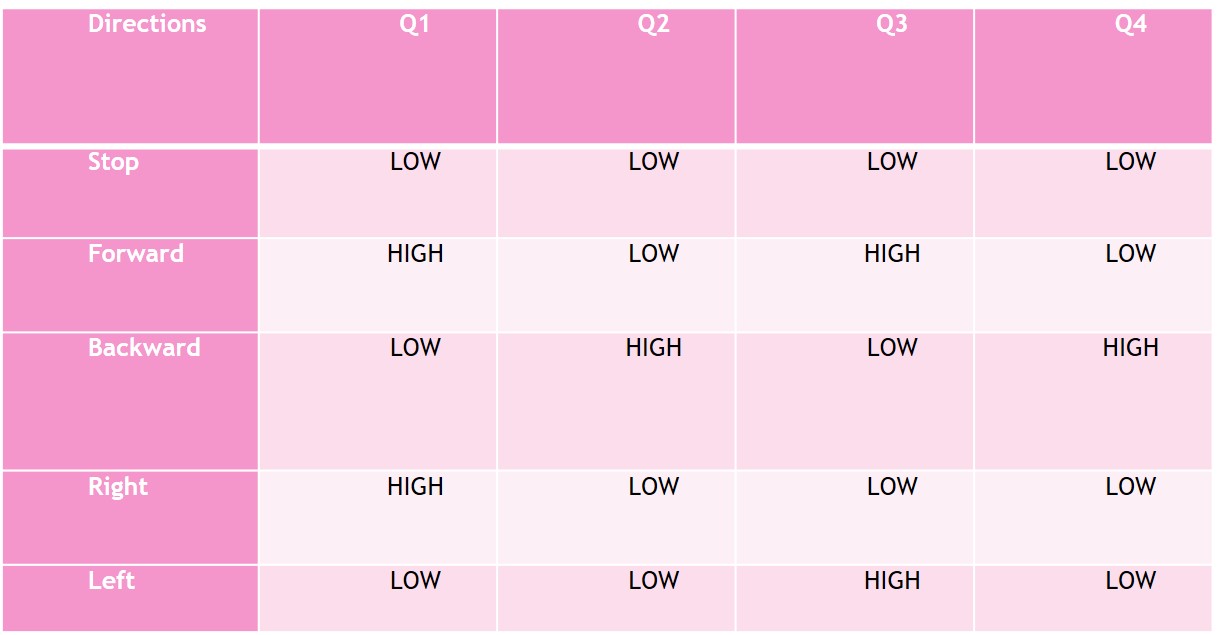 Directions Q1 Q2 Q3 Q4
Stop LOW LOW LOW LOW
Forward HIGH LOW HIGH LOW
Backward LOW HIGH LOW HIGH
Right HIGH LOW LOW LOW
Left LOW LOW HIGH LOW